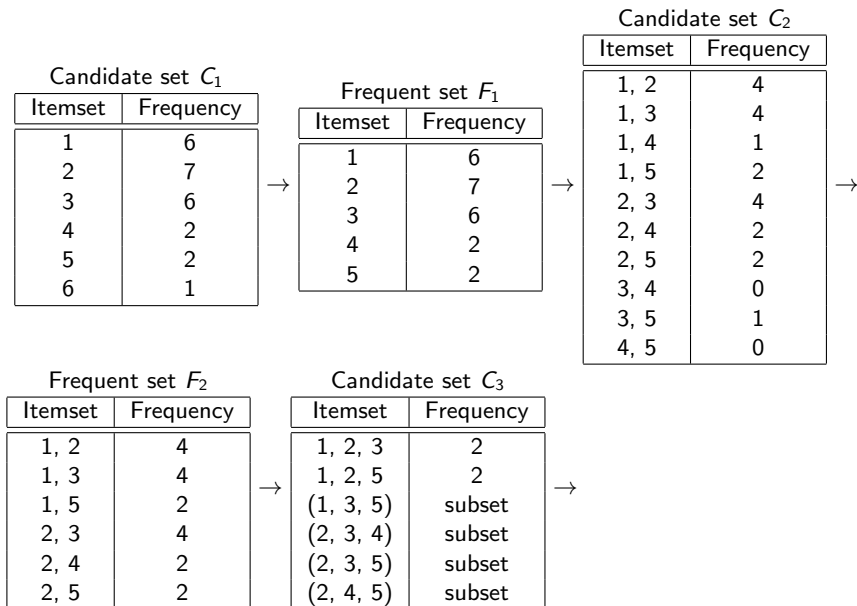 Candidate set C1
Itemset Frequency
1 6
2 7
3 6
4 2
5 2
6 1
→
Frequent set F1
Itemset Frequency
1 6
2 7
3 6
4 2
5 2
→
Candidate set C2
Itemset Frequency
1, 2 4
1, 3 4
1, 4 1
1, 5 2
2, 3 4
2, 4 2
2, 5 2
3, 4 0
3, 5 1
4, 5 0
→
Frequent set F2
Itemset Frequency
1, 2 4
1, 3 4
1, 5 2
2, 3 4
2, 4 2
2, 5 2
→
Candidate set C3
Itemset Frequency
1, 2, 3 2
1, 2, 5 2
(1, 3, 5) subset
(2, 3, 4) subset
(2, 3, 5) subset
(2, 4, 5) subset
→